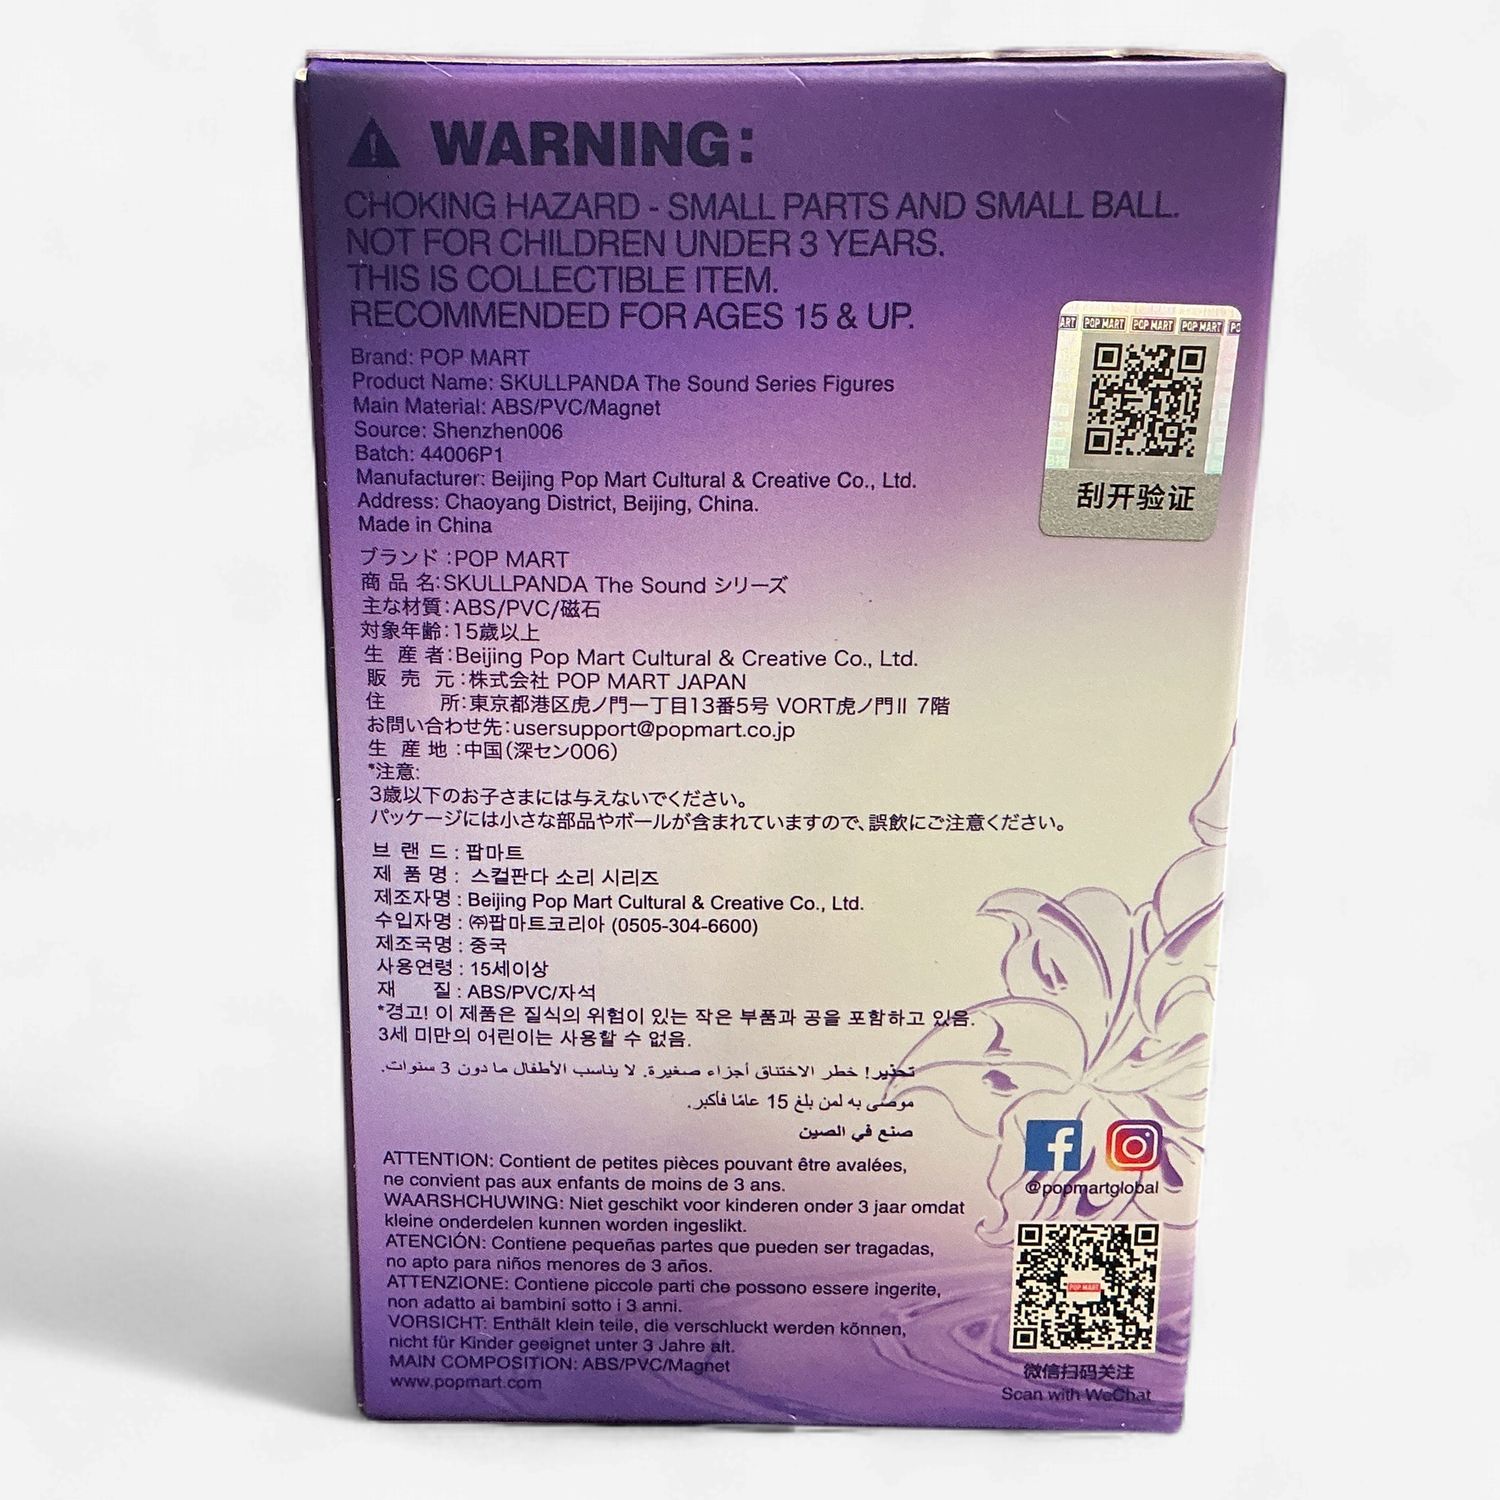 WARNING:
CHOKING HAZARD - SMALL PARTS AND SMALL BALL.
NOT FOR CHILDREN UNDER 3 YEARS.
THIS IS COLLECTIBLE ITEM.
RECOMMENDED FOR AGES 15 & UP.
Brand: POP MART
Product Name: SKULLPANDA The Sound Series Figures
Main Material: ABS/PVC/Magnet
Source: Shenzhen006
Batch: 44006P1
Manufacturer: Beijing Pop Mart Cultural & Creative Co., Ltd.
Address: Chaoyang District, Beijing, China.
Made in China
ART POP MART POP MART POP MART PO
刮开验证
ブランド:POP MART
商品名:SKULLPANDA The Sound シリーズ
主な材質:ABS/PVC/磁石
対象年齢:15歳以上
生産者:Beijing Pop Mart Cultural & Creative Co., Ltd.
販売元:株式会社 POP MART JAPAN
住所:東京都港区虎ノ門一丁目13番5号 VORT虎ノ門Ⅱ 7階
お問い合わせ先:usersupport@popmart.co.jp
生産地:中国(深セン006)
*注意:
3歳以下のお子さまには与えないでください。
パッケージには小さな部品やボールが含まれていますので、誤飲にご注意ください。
브랜드: 팝마트
제품명: 스컬판다 소리 시리즈
제조자명: Beijing Pop Mart Cultural & Creative Co., Ltd.
수입자명: ㈜팝마트코리아 (0505-304-6600)
제조국명: 중국
사용연령: 15세이상
재질: ABS/PVC/자석
*경고! 이 제품은 질식의 위험이 있는 작은 부품과 공을 포함하고 있음.
3세 미만의 어린이는 사용할 수 없음.
تحذير! خطر الاختناق أجزاء صغيرة. لا يناسب الأطفال ما دون 3 سنوات.
موصى به لمن بلغ 15 عامًا فأكبر.
صنع في الصين
ATTENTION: Contient de petites pièces pouvant être avalées,
ne convient pas aux enfants de moins de 3 ans.
WAARSHCHUWING: Niet geschikt voor kinderen onder 3 jaar omdat
kleine onderdelen kunnen worden ingeslikt.
ATENCIÓN: Contiene pequeñas partes que pueden ser tragadas,
no apto para niños menores de 3 años.
ATTENZIONE: Contiene piccole parti che possono essere ingerite,
non adatto ai bambini sotto i 3 anni.
VORSICHT: Enthält klein teile, die verschluckt werden können,
nicht für Kinder geeignet unter 3 Jahre alt.
MAIN COMPOSITION: ABS/PVC/Magnet
www.popmart.com
@popmartglobal
POP MART
微信扫码关注
Scan with WeChat